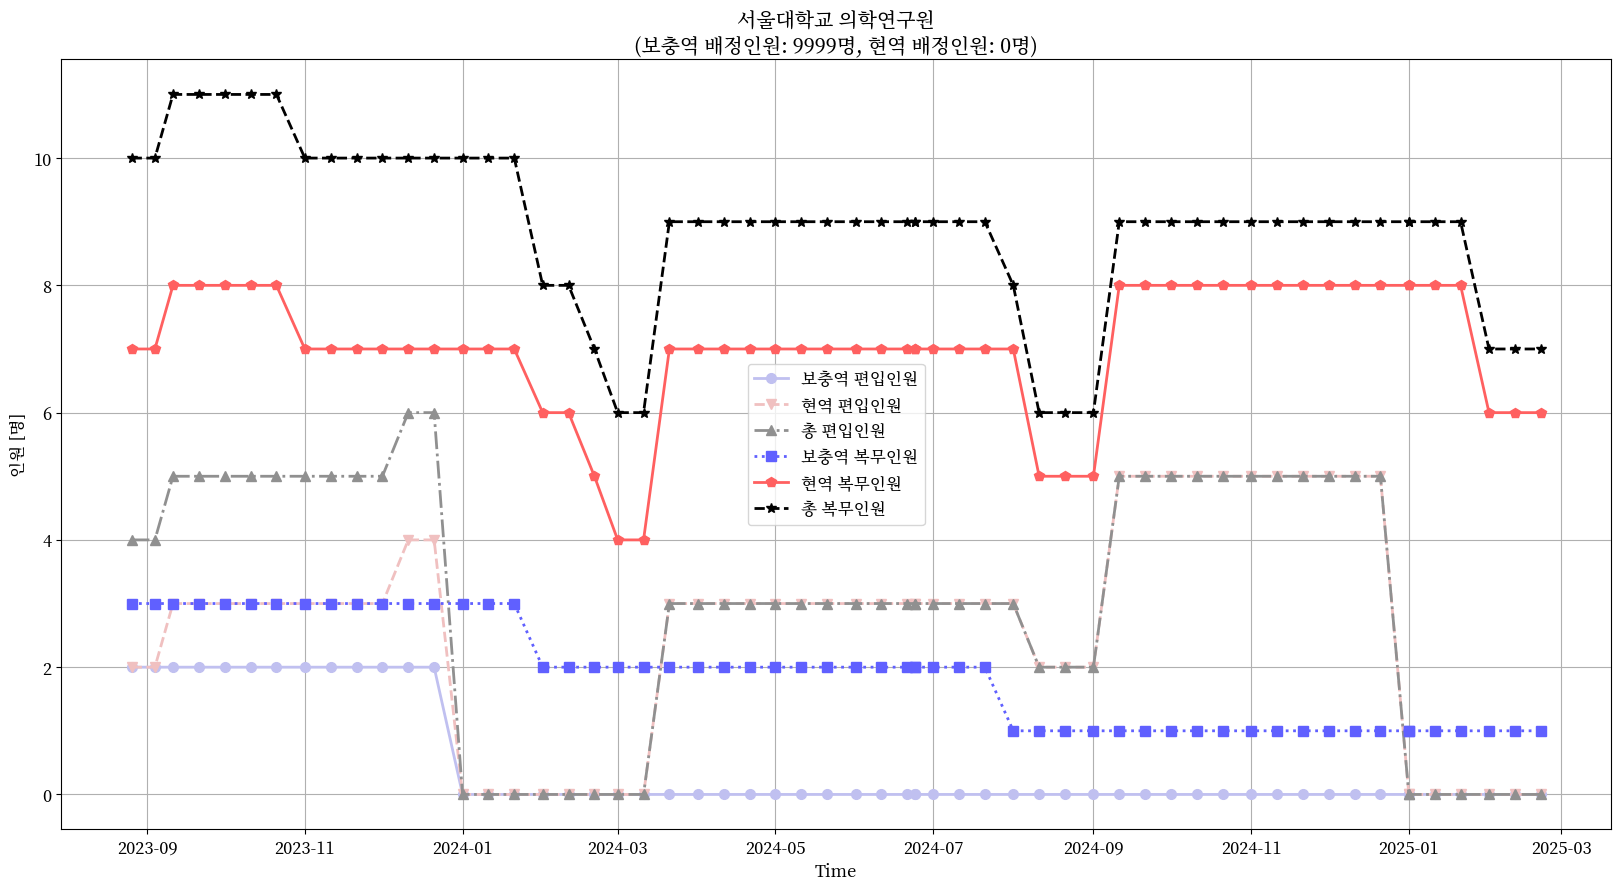 서울대학교 의학연구원
(보충역 배정인원: 9999명, 현역 배정인원: 0명)
인원 [명]
10
8
6
4
2
0
보충역 편입인원
현역 편입인원
총 편입인원
보충역 복무인원
현역 복무인원
총 복무인원
2023-09 2023-11 2024-01 2024-03 2024-05 2024-07 2024-09 2024-11 2025-01 2025-03
Time